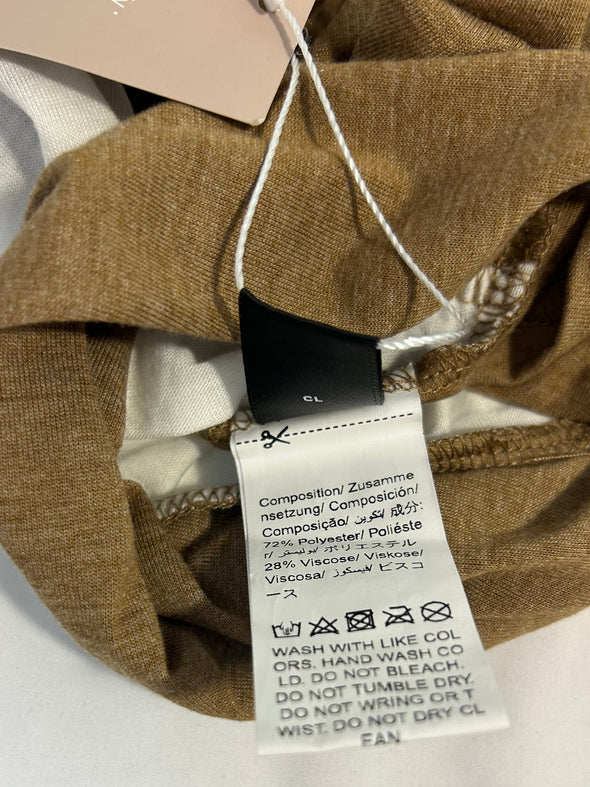 CL
Composition/ Zusamme
nsetzung/ Composición/
Composição/ تكوين/ 成分:
72% Polyester/ Poliéste
r/ بوليستر/ ポリエステル
28% Viscose/ Viskose/
Viscosa/ فيسكوز/ ビスコ
ース
WASH WITH LIKE COL
ORS. HAND WASH CO
LD. DO NOT BLEACH.
DO NOT TUMBLE DRY.
DO NOT WRING OR T
WIST. DO NOT DRY CL
EAN